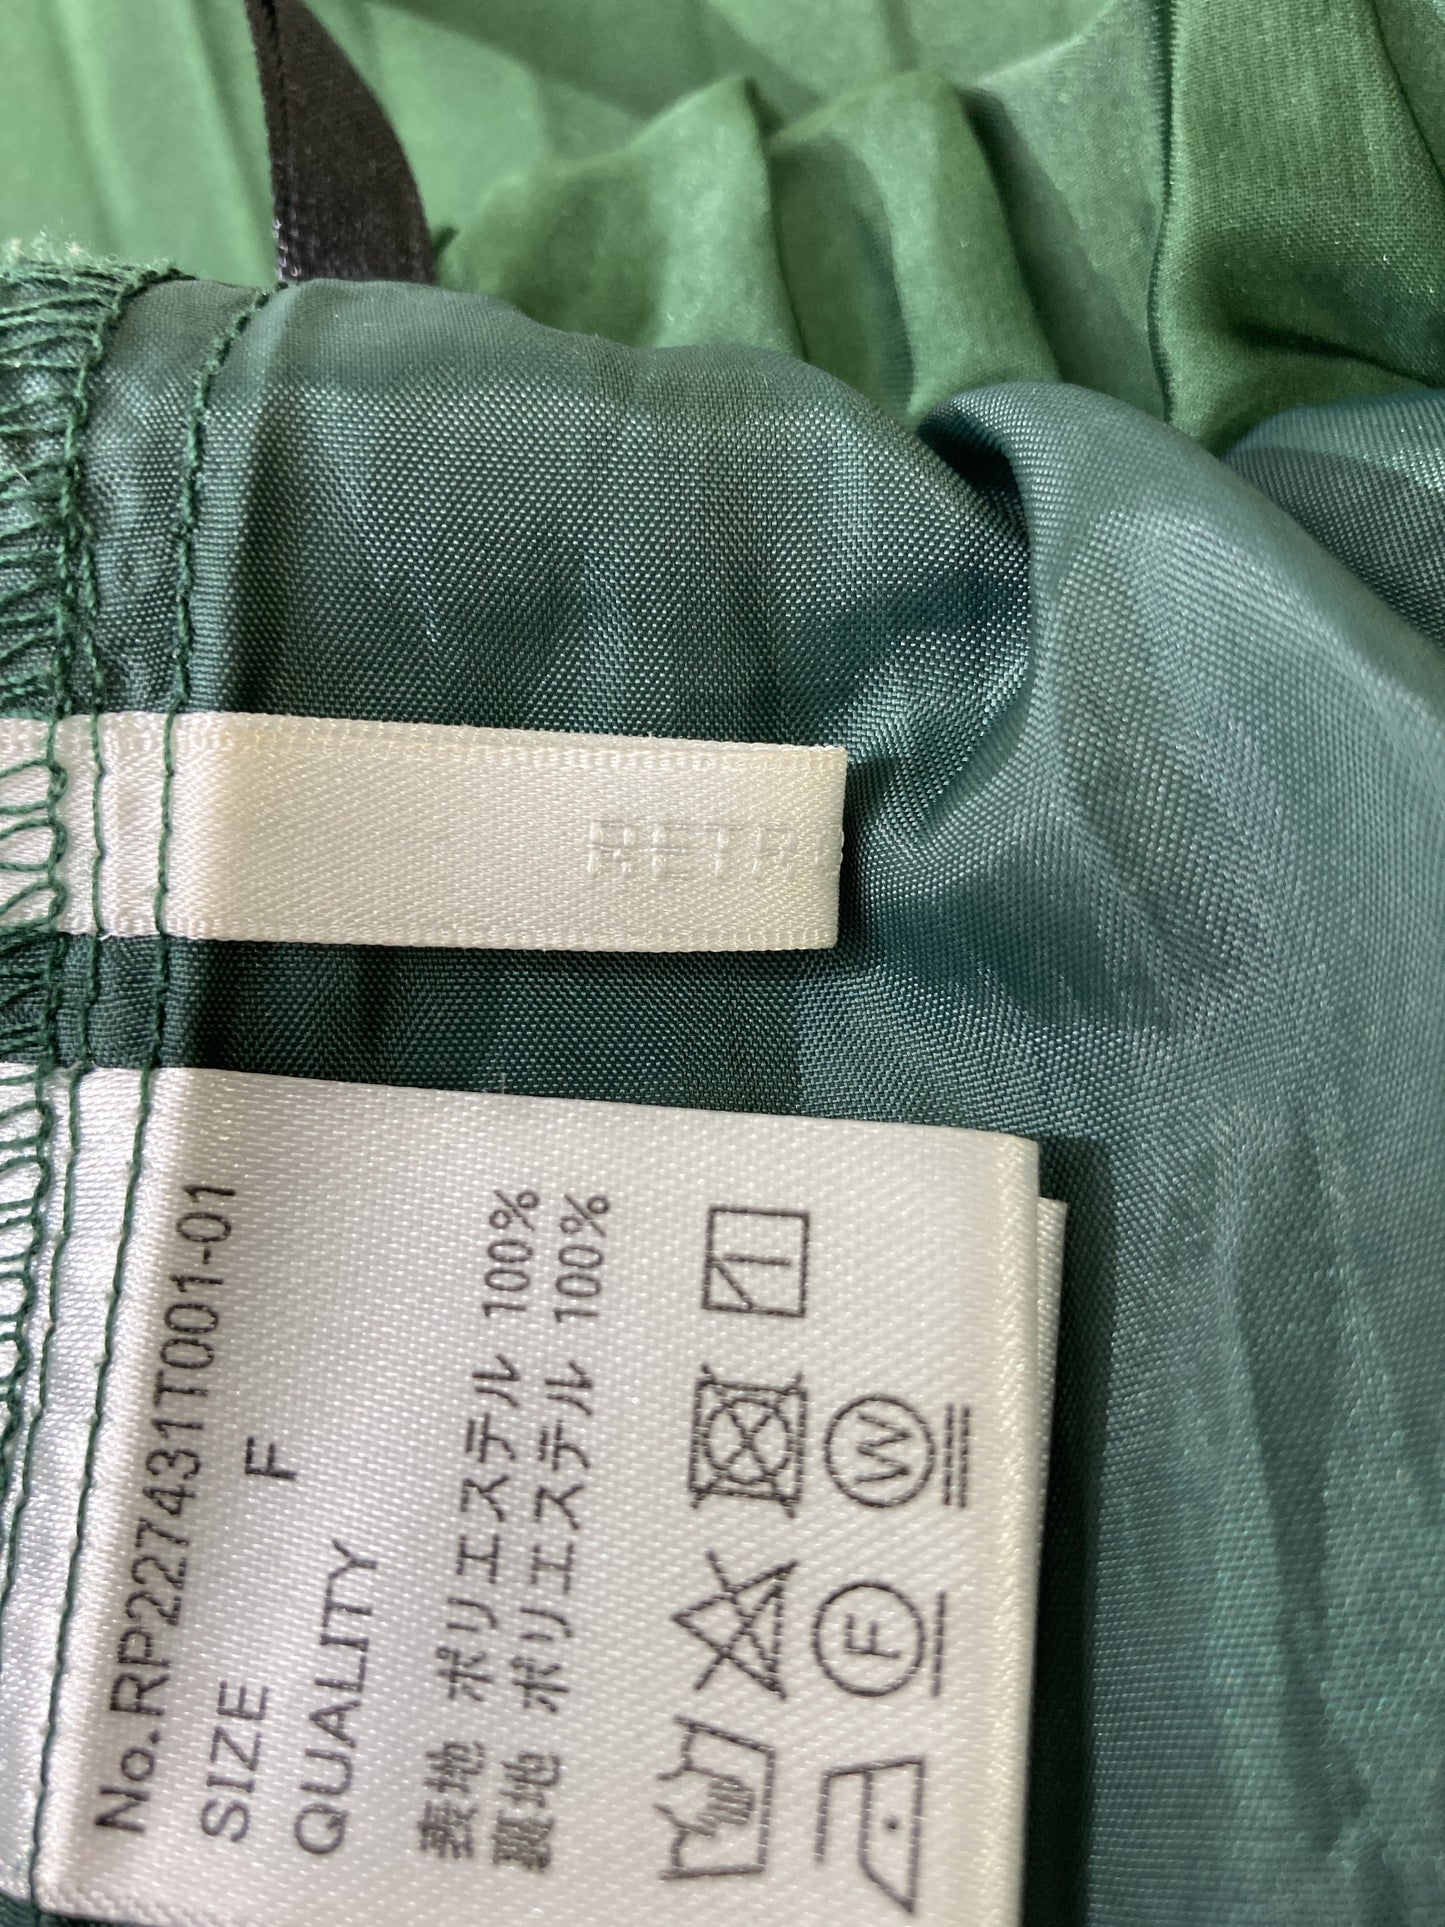 RETR
No.RP227431T001-01
SIZE F
QUALITY
表地 ポリエステル 100%
裏地 ポリエステル 100%
F W